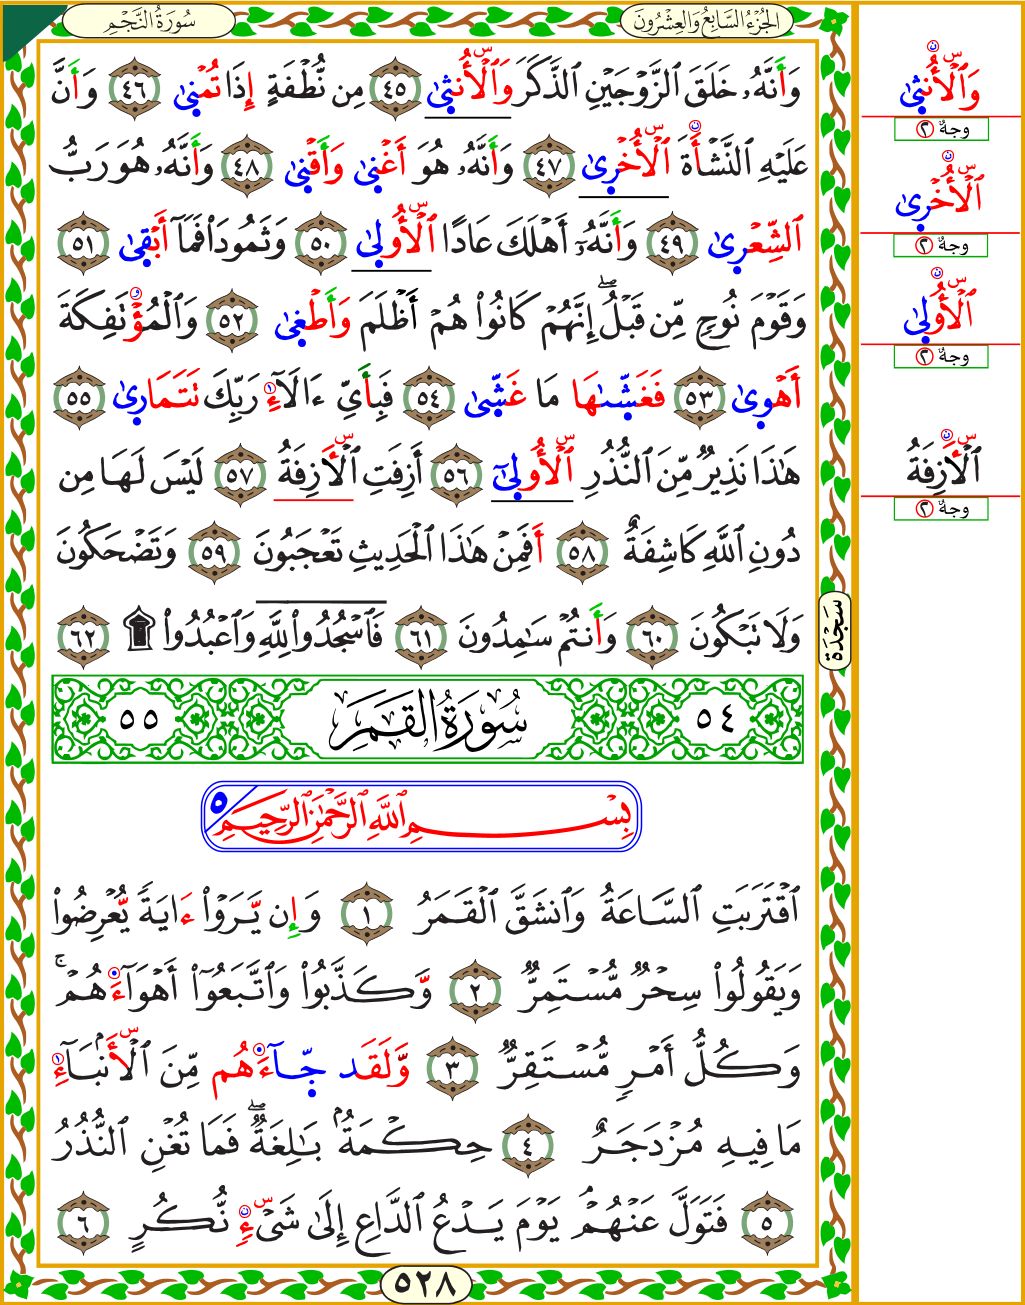 سُورَةُ النَّجْمِ
الجُزْءُ السَّابِعُ وَالعِشْرُونَ
وَأَنَّهُۥ خَلَقَ ٱلزَّوْجَيْنِ ٱلذَّكَرَ وَٱلْأُنثَىٰ ٤٥ مِن نُّطْفَةٍ إِذَا تُمْنَىٰ ٤٦ وَأَنَّ
عَلَيْهِ ٱلنَّشْأَةَ ٱلْأُخْرَىٰ ٤٧ وَأَنَّهُۥ هُوَ أَغْنَىٰ وَأَقْنَىٰ ٤٨ وَأَنَّهُۥ هُوَ رَبُّ
ٱلشِّعْرَىٰ ٤٩ وَأَنَّهُۥٓ أَهْلَكَ عَادًا ٱلْأُولَىٰ ٥٠ وَثَمُودَا۟ فَمَآ أَبْقَىٰ ٥١
وَقَوْمَ نُوحٍ مِّن قَبْلُ ۖ إِنَّهُمْ كَانُوا۟ هُمْ أَظْلَمَ وَأَطْغَىٰ ٥٢ وَٱلْمُؤْتَفِكَةَ
أَهْوَىٰ ٥٣ فَغَشَّىٰهَا مَا غَشَّىٰ ٥٤ فَبِأَىِّ ءَالَآءِ رَبِّكَ تَتَمَارَىٰ ٥٥
هَٰذَا نَذِيرٌ مِّنَ ٱلنُّذُرِ ٱلْأُولَىٰٓ ٥٦ أَزِفَتِ ٱلْءَازِفَةُ ٥٧ لَيْسَ لَهَا مِن
دُونِ ٱللَّهِ كَاشِفَةٌ ٥٨ أَفَمِنْ هَٰذَا ٱلْحَدِيثِ تَعْجَبُونَ ٥٩ وَتَضْحَكُونَ
وَلَا تَبْكُونَ ٦٠ وَأَنتُمْ سَٰمِدُونَ ٦١ فَٱسْجُدُوا۟ لِلَّهِ وَٱعْبُدُوا۟ ۩ ٦٢
سَجْدَة
٥٤ سُورَةُ القَمَرِ ٥٥
بِسْمِ ٱللَّهِ ٱلرَّحْمَٰنِ ٱلرَّحِيمِ ٥
ٱقْتَرَبَتِ ٱلسَّاعَةُ وَٱنشَقَّ ٱلْقَمَرُ ١ وَإِن يَرَوْا۟ ءَايَةً يُعْرِضُوا۟
وَيَقُولُوا۟ سِحْرٌ مُّسْتَمِرٌّ ٢ وَكَذَّبُوا۟ وَٱتَّبَعُوٓا۟ أَهْوَآءَهُمْ ۚ
وَكُلُّ أَمْرٍ مُّسْتَقِرٌّ ٣ وَلَقَد جَّآءَهُم مِّنَ ٱلْأَنۢبَآءِ
مَا فِيهِ مُزْدَجَرٌ ٤ حِكْمَةٌۢ بَٰلِغَةٌ ۖ فَمَا تُغْنِ ٱلنُّذُرُ
٥ فَتَوَلَّ عَنْهُمْ ۘ يَوْمَ يَدْعُ ٱلدَّاعِ إِلَىٰ شَىْءٍ نُّكُرٍ ٦
٥٢٨
وَٱلْأُنثَىٰ
وجهٌ ٢
ٱلْأُخْرَىٰ
وجهٌ ٢
ٱلْأُولَىٰ
وجهٌ ٢
ٱلْءَازِفَةُ
وجهٌ ٢